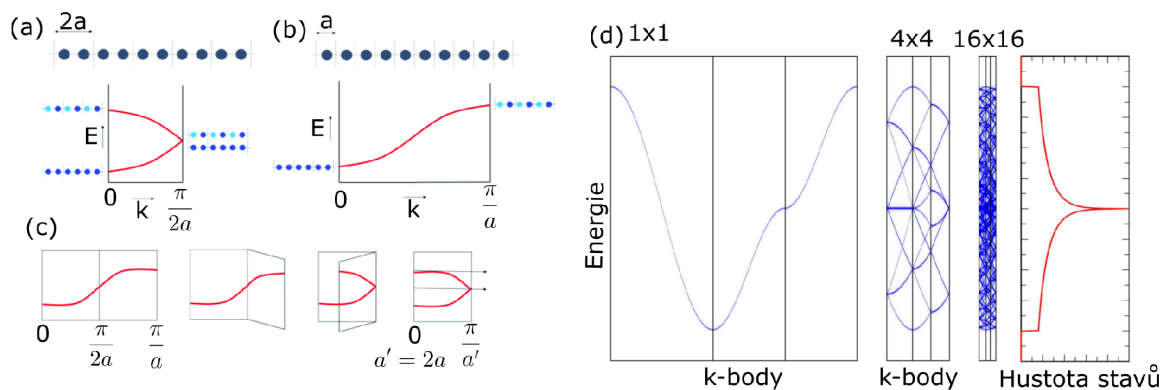 (a)
2a
E
0
k
π/2a
(b)
a
E
0
k
π/a
(c)
0
π/2a
π/a
0
π/a'
a' = 2a
(d)
1x1
4x4
16x16
Energie
k-body
k-body
Hustota stavů